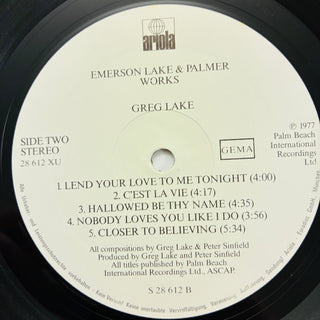 ariola
EMERSON LAKE & PALMER
WORKS
GREG LAKE
SIDE TWO
STEREO
28 612 XU
GEMA
℗ 1977
Palm Beach
International
Recordings
Ltd.
1. LEND YOUR LOVE TO ME TONIGHT (4:00)
2. C'EST LA VIE (4:17)
3. HALLOWED BE THY NAME (4:35)
4. NOBODY LOVES YOU LIKE I DO (3:56)
5. CLOSER TO BELIEVING (5:34)
All compositions by Greg Lake & Peter Sinfield
Produced by Greg Lake and Peter Sinfield
All titles published by Palm Beach
International Recordings Ltd., ASCAP.
S 28 612 B